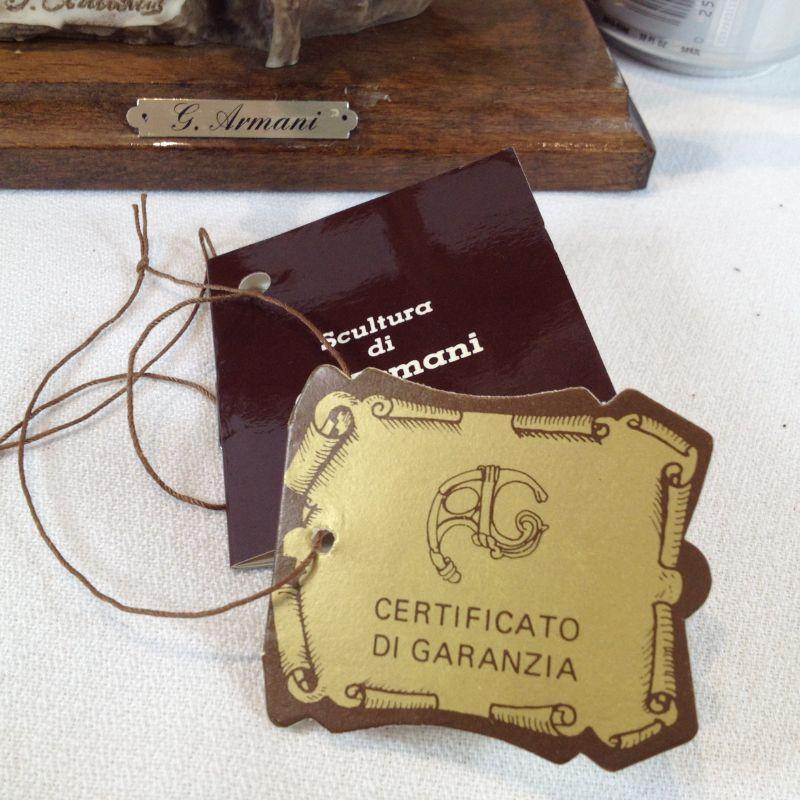 G. Armani
Scultura
di
CERTIFICATO
DI GARANZIA